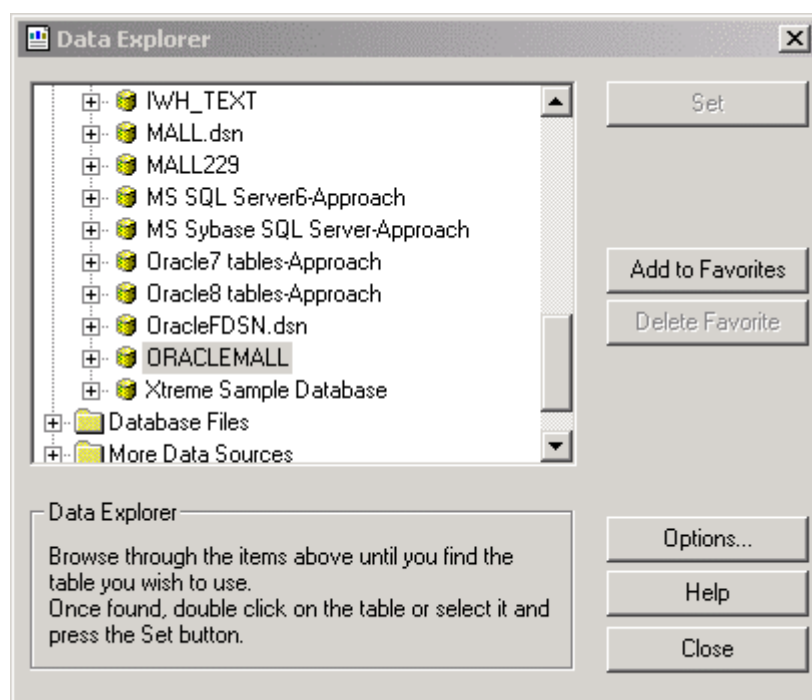 Data Explorer
IWH_TEXT
MALL.dsn
MALL229
MS SQL Server6-Approach
MS Sybase SQL Server-Approach
Oracle7 tables-Approach
Oracle8 tables-Approach
OracleFDSN.dsn
ORACLEMALL
Xtreme Sample Database
Database Files
More Data Sources
Set
Add to Favorites
Delete Favorite
Data Explorer
Browse through the items above until you find the
table you wish to use.
Once found, double click on the table or select it and
press the Set button.
Options...
Help
Close